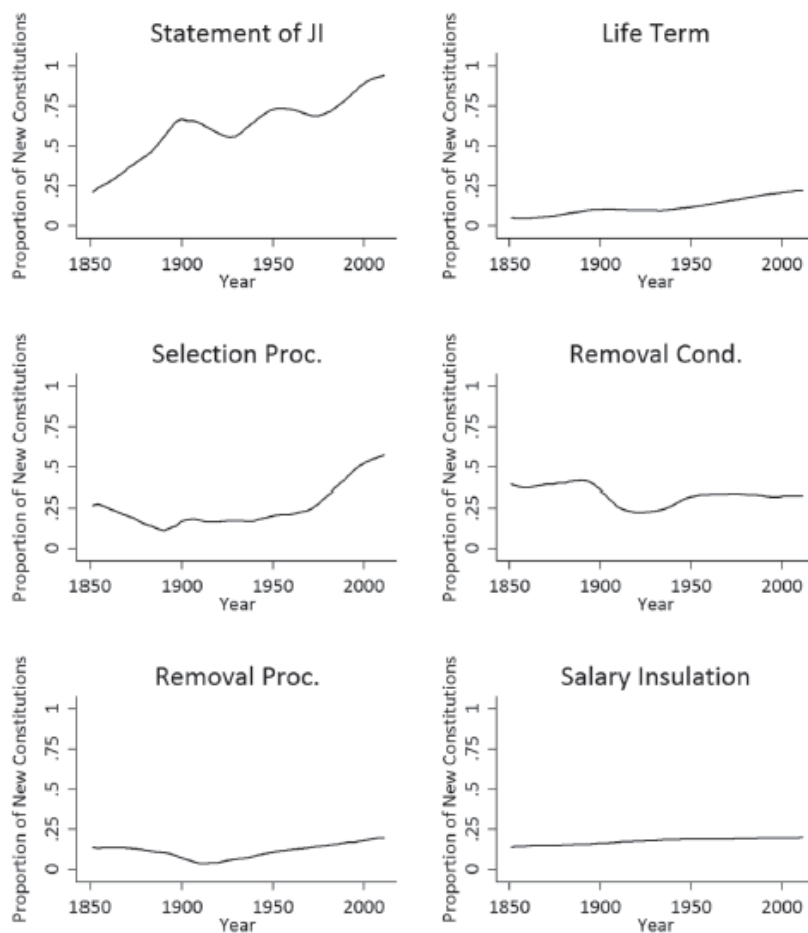 Statement of JI
Proportion of New Constitutions
1
.75
.5
.25
0
1850 1900 1950 2000
Year
Life Term
Proportion of New Constitutions
1
.75
.5
.25
0
1850 1900 1950 2000
Year
Selection Proc.
Proportion of New Constitutions
1
.75
.5
.25
0
1850 1900 1950 2000
Year
Removal Cond.
Proportion of New Constitutions
1
.75
.5
.25
0
1850 1900 1950 2000
Year
Removal Proc.
Proportion of New Constitutions
1
.75
.5
.25
0
1850 1900 1950 2000
Year
Salary Insulation
Proportion of New Constitutions
1
.75
.5
.25
0
1850 1900 1950 2000
Year